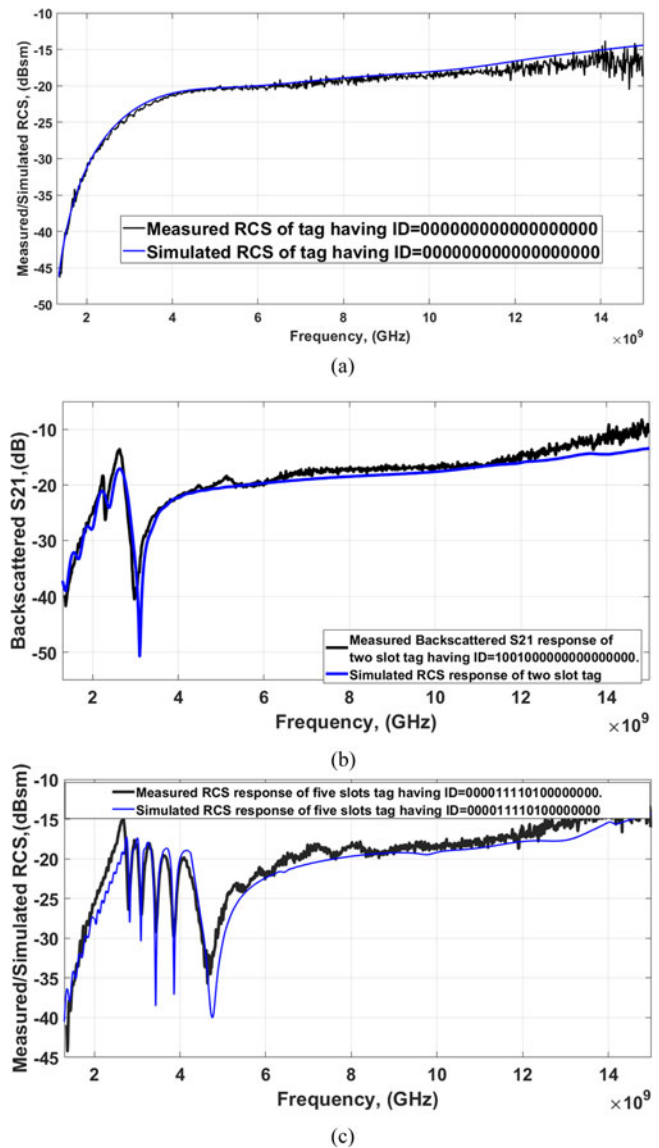 -10
-15
-20
-25
-30
-35
-40
-45
-50
Measured/Simulated RCS, (dBsm)
Measured RCS of tag having ID=000000000000000000
Simulated RCS of tag having ID=000000000000000000
2 4 6 8 10 12 14
Frequency, (GHz)
×10⁹
(a)
-10
-20
-30
-40
-50
Backscattered S21,(dB)
Measured Backscattered S21 response of
two slot tag having ID=100100000000000000.
Simulated RCS response of two slot tag
2 4 6 8 10 12 14
Frequency, (GHz)
×10⁹
(b)
-10
-15
-20
-25
-30
-35
-40
-45
Measured/Simulated RCS,(dBsm)
Measured RCS response of five slots tag having ID=000011110100000000.
Simulated RCS response of five slots tag having ID=000011110100000000
2 4 6 8 10 12 14
Frequency, (GHz)
×10⁹
(c)